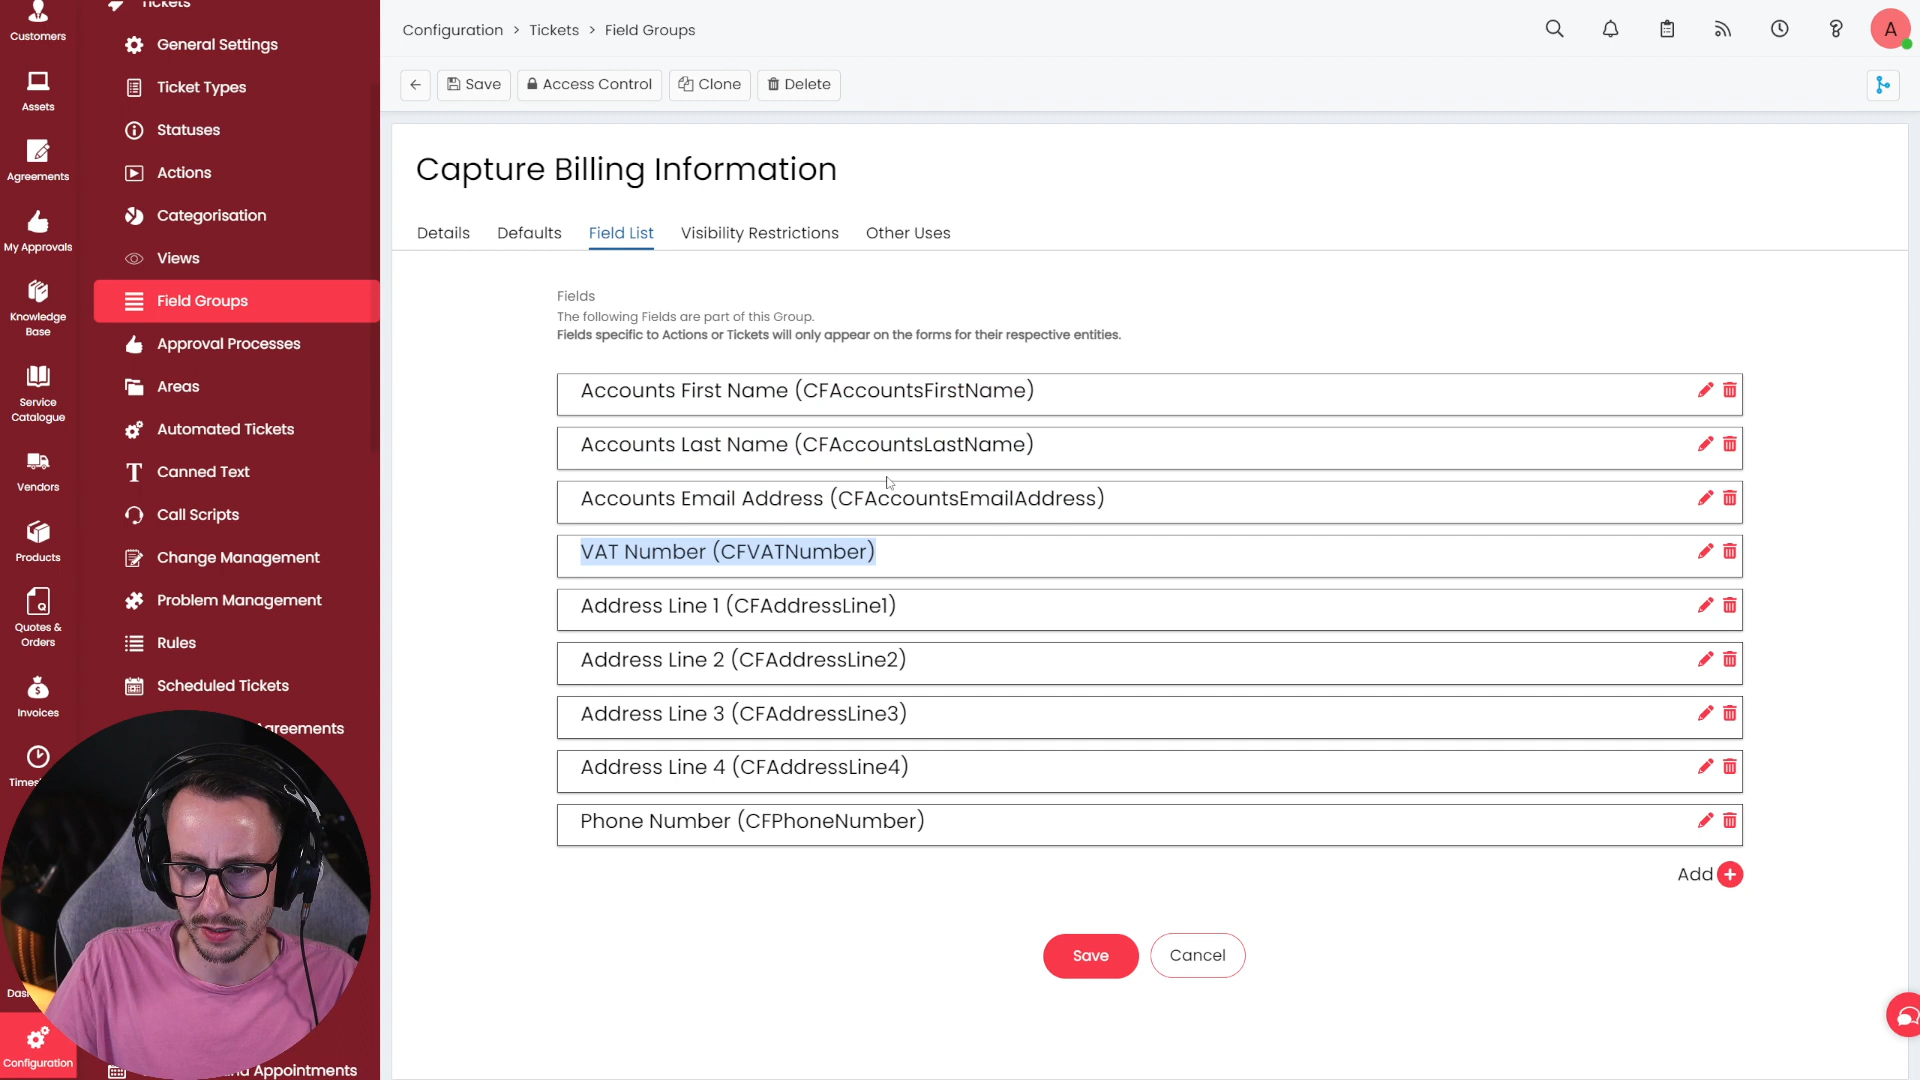 Customers
Assets
Agreements
My Approvals
Knowledge
Base
Service
Catalogue
Vendors
Products
Quotes &
Orders
Invoices
Configuration
Tickets
General Settings
Ticket Types
Statuses
Actions
Categorisation
Views
Field Groups
Approval Processes
Areas
Automated Tickets
Canned Text
Call Scripts
Change Management
Problem Management
Rules
Scheduled Tickets
Agreements
Appointments
Configuration > Tickets > Field Groups
A
Save
Access Control
Clone
Delete
Capture Billing Information
Details
Defaults
Field List
Visibility Restrictions
Other Uses
Fields
The following Fields are part of this Group.
Fields specific to Actions or Tickets will only appear on the forms for their respective entities.
Accounts First Name (CFAccountsFirstName)
Accounts Last Name (CFAccountsLastName)
Accounts Email Address (CFAccountsEmailAddress)
VAT Number (CFVATNumber)
Address Line 1 (CFAddressLine1)
Address Line 2 (CFAddressLine2)
Address Line 3 (CFAddressLine3)
Address Line 4 (CFAddressLine4)
Phone Number (CFPhoneNumber)
Add
Save
Cancel